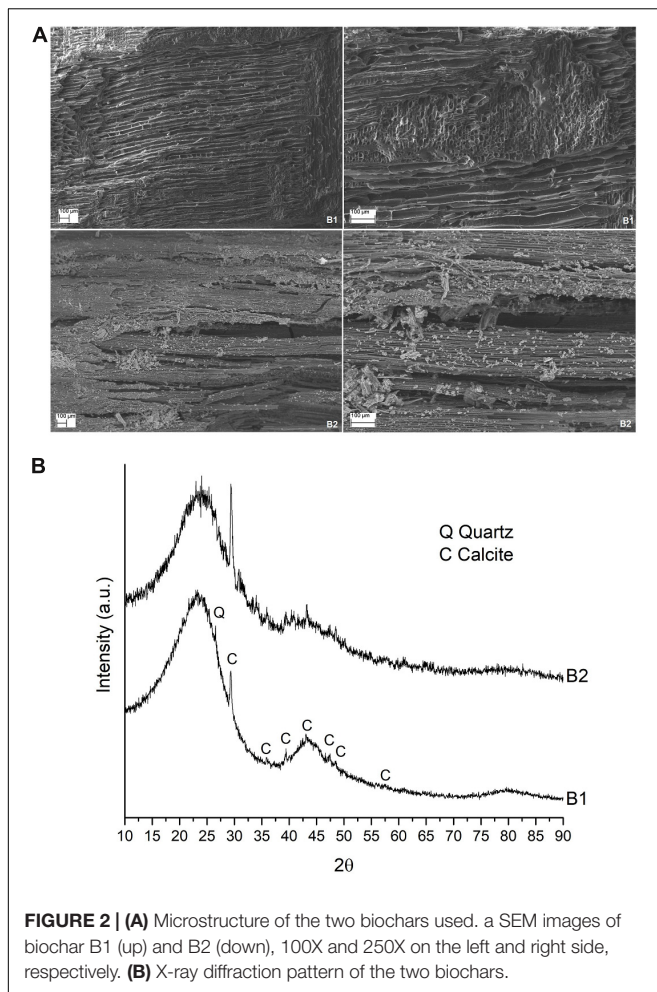 A
100 µm
B1
100 µm
B1
100 µm
B2
100 µm
B2
B
Q Quartz
C Calcite
Intensity (a.u.)
Q
C
C
C
C
C
C
C
B2
B1
10 15 20 25 30 35 40 45 50 55 60 65 70 75 80 85 90
2θ
FIGURE 2 | (A) Microstructure of the two biochars used. a SEM images of
biochar B1 (up) and B2 (down), 100X and 250X on the left and right side,
respectively. (B) X-ray diffraction pattern of the two biochars.